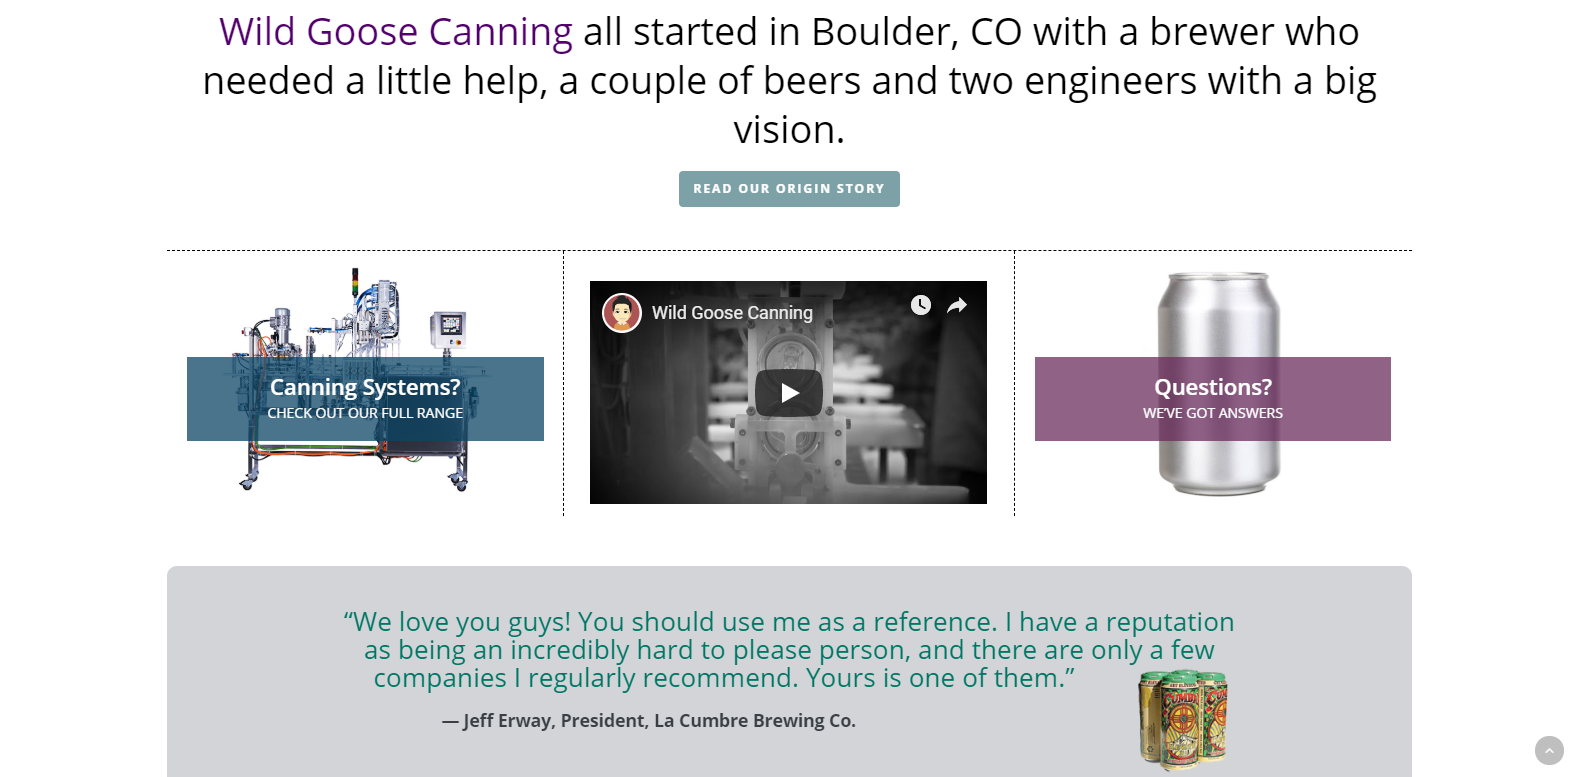 Wild Goose Canning all started in Boulder, CO with a brewer who
needed a little help, a couple of beers and two engineers with a big
vision.
READ OUR ORIGIN STORY
Canning Systems?
CHECK OUT OUR FULL RANGE
Wild Goose Canning
Questions?
WE'VE GOT ANSWERS
“We love you guys! You should use me as a reference. I have a reputation
as being an incredibly hard to please person, and there are only a few
companies I regularly recommend. Yours is one of them.”
— Jeff Erway, President, La Cumbre Brewing Co.